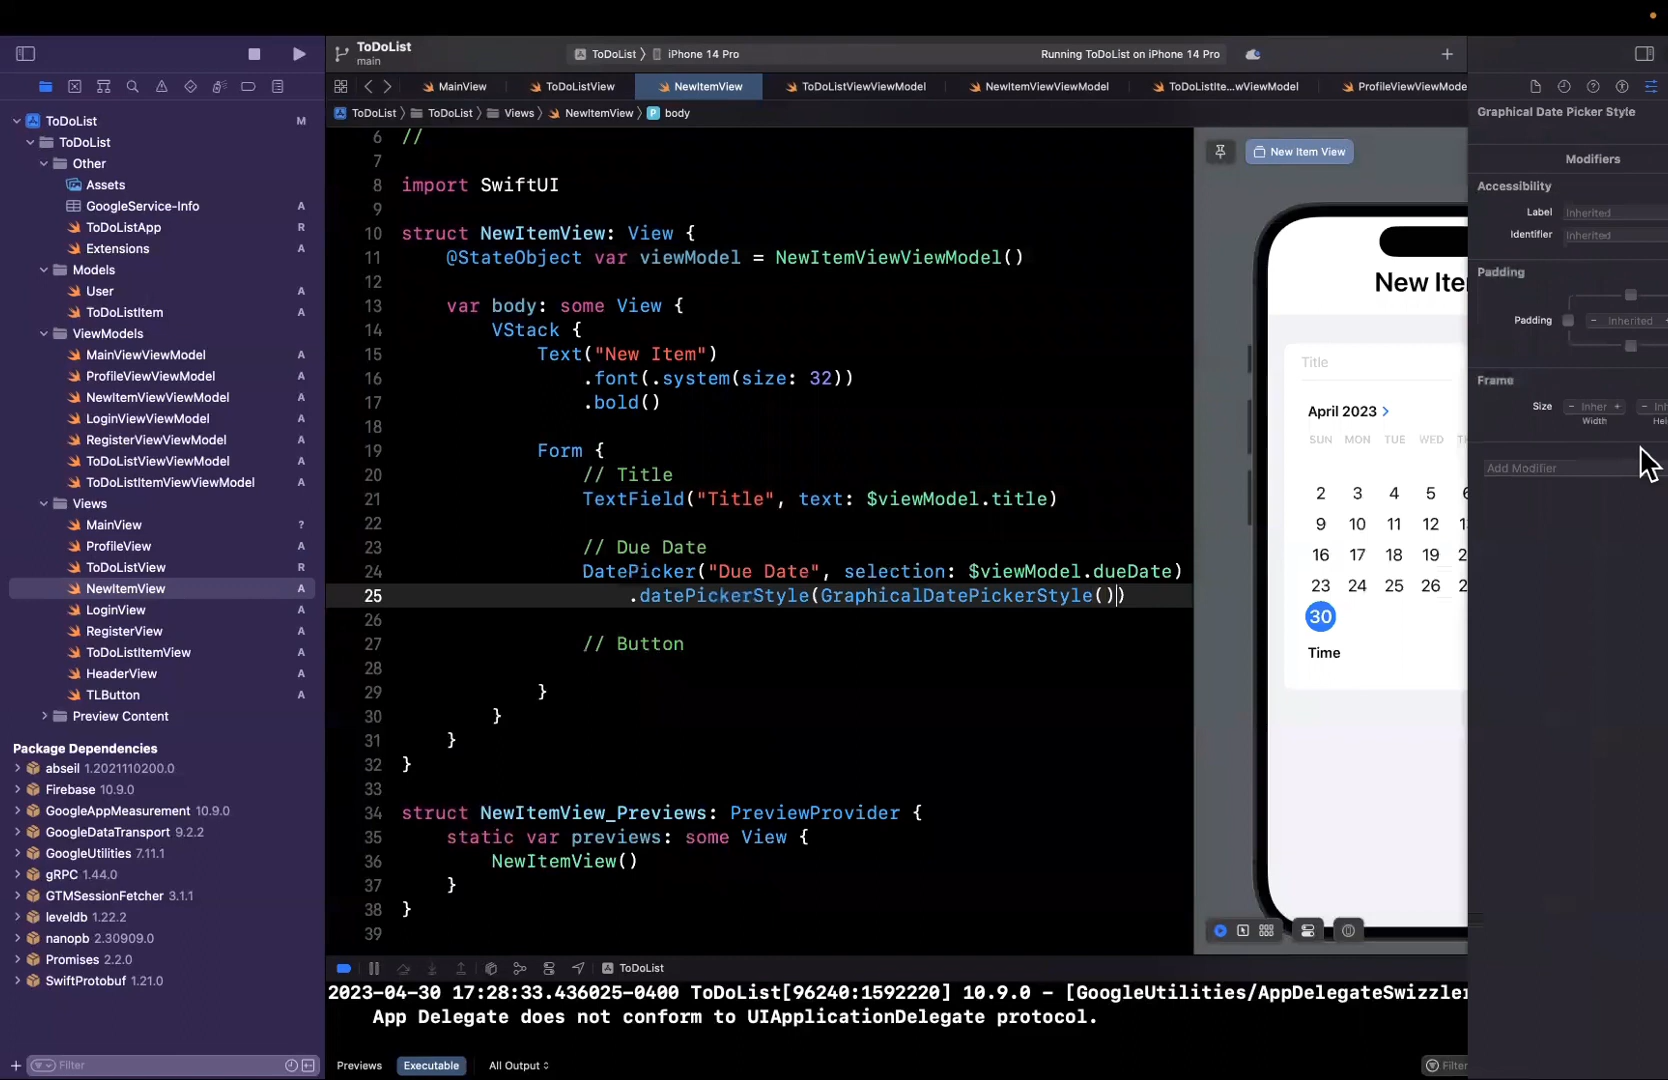 ToDoList
main
ToDoList
iPhone 14 Pro
Running ToDoList on iPhone 14 Pro
MainView
ToDoListView
NewItemView
ToDoListViewViewModel
NewItemViewViewModel
ToDoListIte...wViewModel
ProfileViewViewMode
ToDoList
ToDoList
Views
NewItemView
body
Graphical Date Picker Style
Modifiers
Accessibility
Label
Inherited
Identifier
Inherited
Padding
Padding
Inherited
Frame
Size
Inher
Inh
Width
Hei
Add Modifier
ToDoList M
ToDoList
Other
Assets
GoogleService-Info A
ToDoListApp R
Extensions A
Models
User A
ToDoListItem A
ViewModels
MainViewViewModel A
ProfileViewViewModel A
NewItemViewViewModel A
LoginViewViewModel A
RegisterViewViewModel A
ToDoListViewViewModel A
ToDoListItemViewViewModel A
Views
MainView ?
ProfileView A
ToDoListView R
NewItemView A
LoginView A
RegisterView A
ToDoListItemView A
HeaderView A
TLButton A
Preview Content
Package Dependencies
abseil 1.2021110200.0
Firebase 10.9.0
GoogleAppMeasurement 10.9.0
GoogleDataTransport 9.2.2
GoogleUtilities 7.11.1
gRPC 1.44.0
GTMSessionFetcher 3.1.1
leveldb 1.22.2
nanopb 2.30909.0
Promises 2.2.0
SwiftProtobuf 1.21.0
Filter
6 //
7
8 import SwiftUI
9
10 struct NewItemView: View {
11 @StateObject var viewModel = NewItemViewViewModel()
12
13 var body: some View {
14 VStack {
15 Text("New Item")
16 .font(.system(size: 32))
17 .bold()
18
19 Form {
20 // Title
21 TextField("Title", text: $viewModel.title)
22
23 // Due Date
24 DatePicker("Due Date", selection: $viewModel.dueDate)
25 .datePickerStyle(GraphicalDatePickerStyle())
26
27 // Button
28
29 }
30 }
31 }
32 }
33
34 struct NewItemView_Previews: PreviewProvider {
35 static var previews: some View {
36 NewItemView()
37 }
38 }
39
New Item View
New Ite
Title
April 2023
SUN MON TUE WED TH
2 3 4 5 6
9 10 11 12 1
16 17 18 19 2
23 24 25 26 2
30
Time
ToDoList
2023-04-30 17:28:33.436025-0400 ToDoList[96240:1592220] 10.9.0 - [GoogleUtilities/AppDelegateSwizzler
App Delegate does not conform to UIApplicationDelegate protocol.
Previews
Executable
All Output
Filter